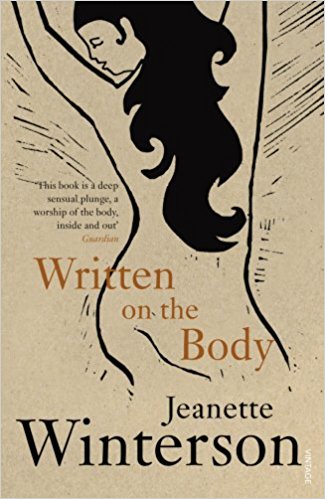 'This book is a deep
sensual plunge, a
worship of the body,
inside and out'
Guardian
Written
on the
Body
Jeanette
Winterson
VINTAGE